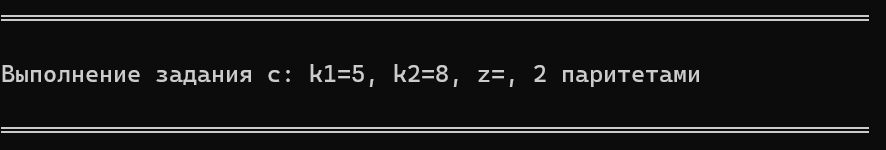 Выполнение задания c: k1=5, k2=8, z=, 2 паритетами